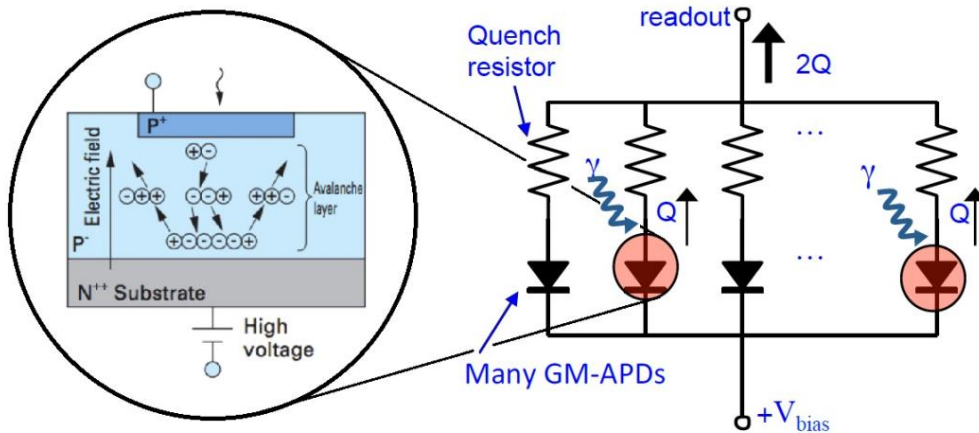 readout
Quench
resistor
2Q
P⁺
Electric field
Avalanche
layer
P⁻
N⁺⁺ Substrate
High
voltage
γ
Q
...
...
γ
Q
Many GM-APDs
+V_bias